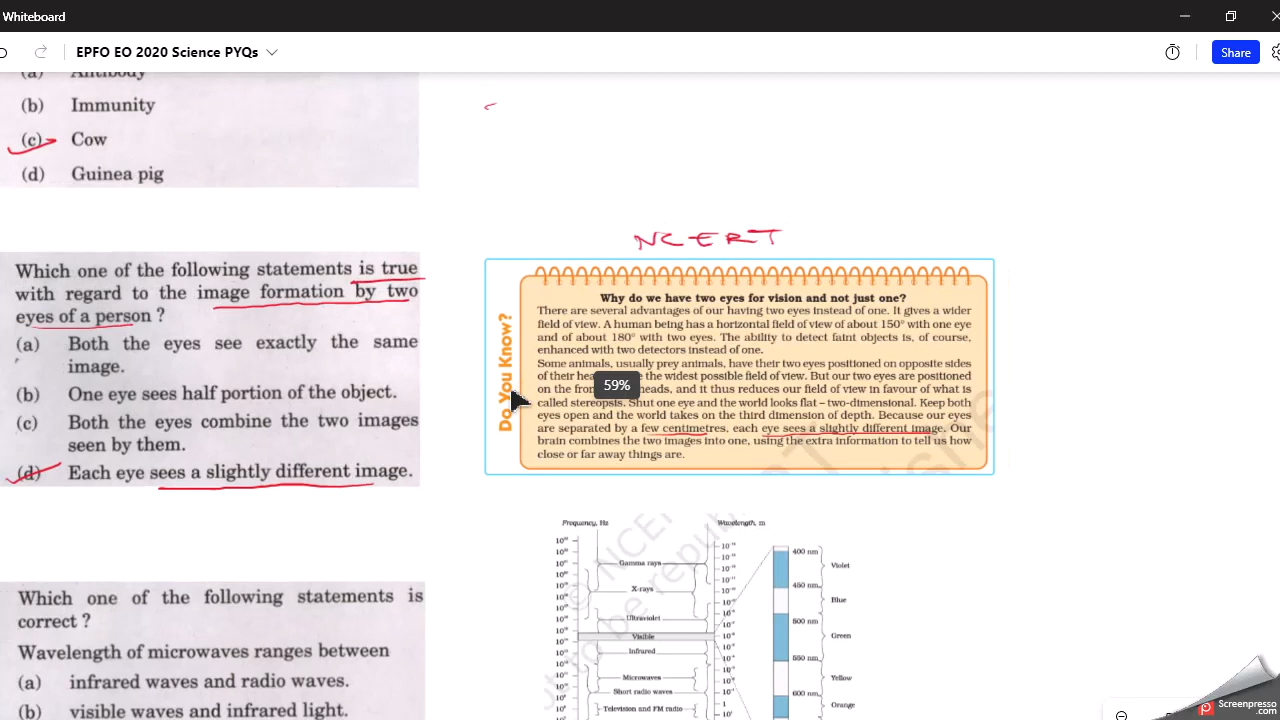 Whiteboard
EPFO EO 2020 Science PYQs
Share
(a) Antibody
(b) Immunity
(c) Cow
(d) Guinea pig
NCERT
Which one of the following statements is true
with regard to the image formation by two
eyes of a person ?
(a) Both the eyes see exactly the same
image.
(b) One eye sees half part of the object.
(c) Both the eyes combine the two images
seen by them.
(d) Each eye sees a slightly different image.
Do You Know?
Why do we have two eyes for vision and not just one?
There are several advantages of our having two eyes instead of one. It gives a wider
field of view. A human being has a horizontal field of view of about 150° with one eye
and of about 180° with two eyes. The ability to detect faint objects is, of course,
enhanced with two detectors instead of one.
Some animals, usually prey animals, have their two eyes positioned on opposite sides
of their the widest possible field of view. But our two eyes are positioned
on the heads, and it thus reduces our field of view in favour of what is
called stereopsis. Shut one eye and the world looks flat – two-dimensional. Keep both
eyes open and the world takes on the third dimension of depth. Because our eyes
are separated by a few centimetres, each eye sees a slightly different image. Our
brain combines the two images into one, using the extra information to tell us how
close or far away things are.
59%
Frequency, Hz Wavelength, m
Gamma rays
X-rays
Ultraviolet
Visible
Infrared
Microwaves
Short radio waves
Television and FM radio
400 nm
Violet
450 nm
Blue
500 nm
Green
550 nm
Yellow
600 nm
Orange
Which one of the following statements is
correct ?
Wavelength of microwaves ranges between
(a) infrared waves and radio waves.
visible waves and infrared light.
Screenpresso
.com